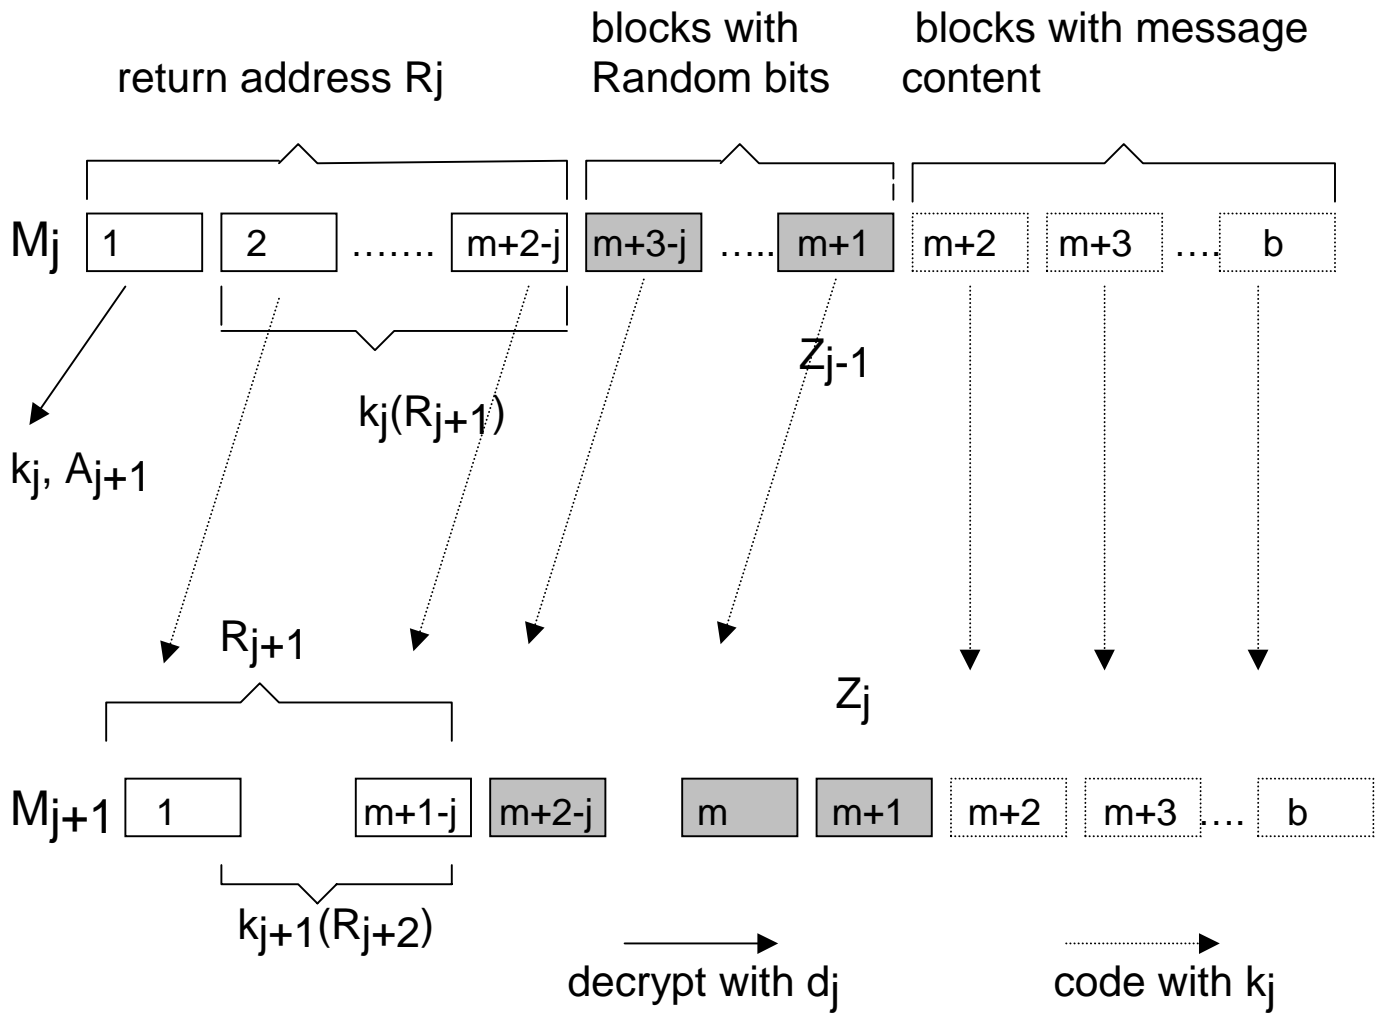 blocks with
Random bits
blocks with message
content
return address Rj
Mj 1 2 ........ m+2-j m+3-j ..... m+1 m+2 m+3 .... b
Zj-1
kj(Rj+1)
kj, Aj+1
Rj+1
Zj
Mj+1 1 m+1-j m+2-j m m+1 m+2 m+3 .... b
kj+1(Rj+2)
decrypt with dj
code with kj